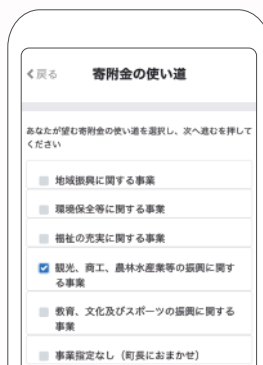 戻る 寄附金の使い道
あなたが望む寄附金の使い道を選択し、次へ進むを押して
ください
地域振興に関する事業
環境保全等に関する事業
福祉の充実に関する事業
観光、商工、農林水産業等の振興に関す
る事業
教育、文化及びスポーツの振興に関する
事業
事業指定なし（町長におまかせ）